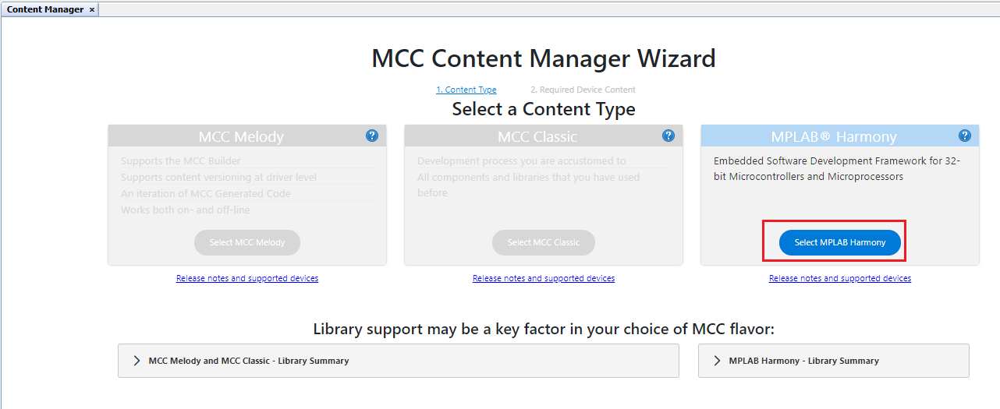 Content Manager ×
MCC Content Manager Wizard
1. Content Type
2. Required Device Content
Select a Content Type
MCC Melody
?
Supports the MCC Builder
Supports content versioning at driver level
An iteration of MCC Generated Code
Works both on- and off-line
Select MCC Melody
Release notes and supported devices
MCC Classic
?
Development process you are accustomed to
All components and libraries that you have used
before
Select MCC Classic
Release notes and supported devices
MPLAB® Harmony
?
Embedded Software Development Framework for 32-
bit Microcontrollers and Microprocessors
Select MPLAB Harmony
Release notes and supported devices
Library support may be a key factor in your choice of MCC flavor:
MCC Melody and MCC Classic - Library Summary
MPLAB Harmony - Library Summary